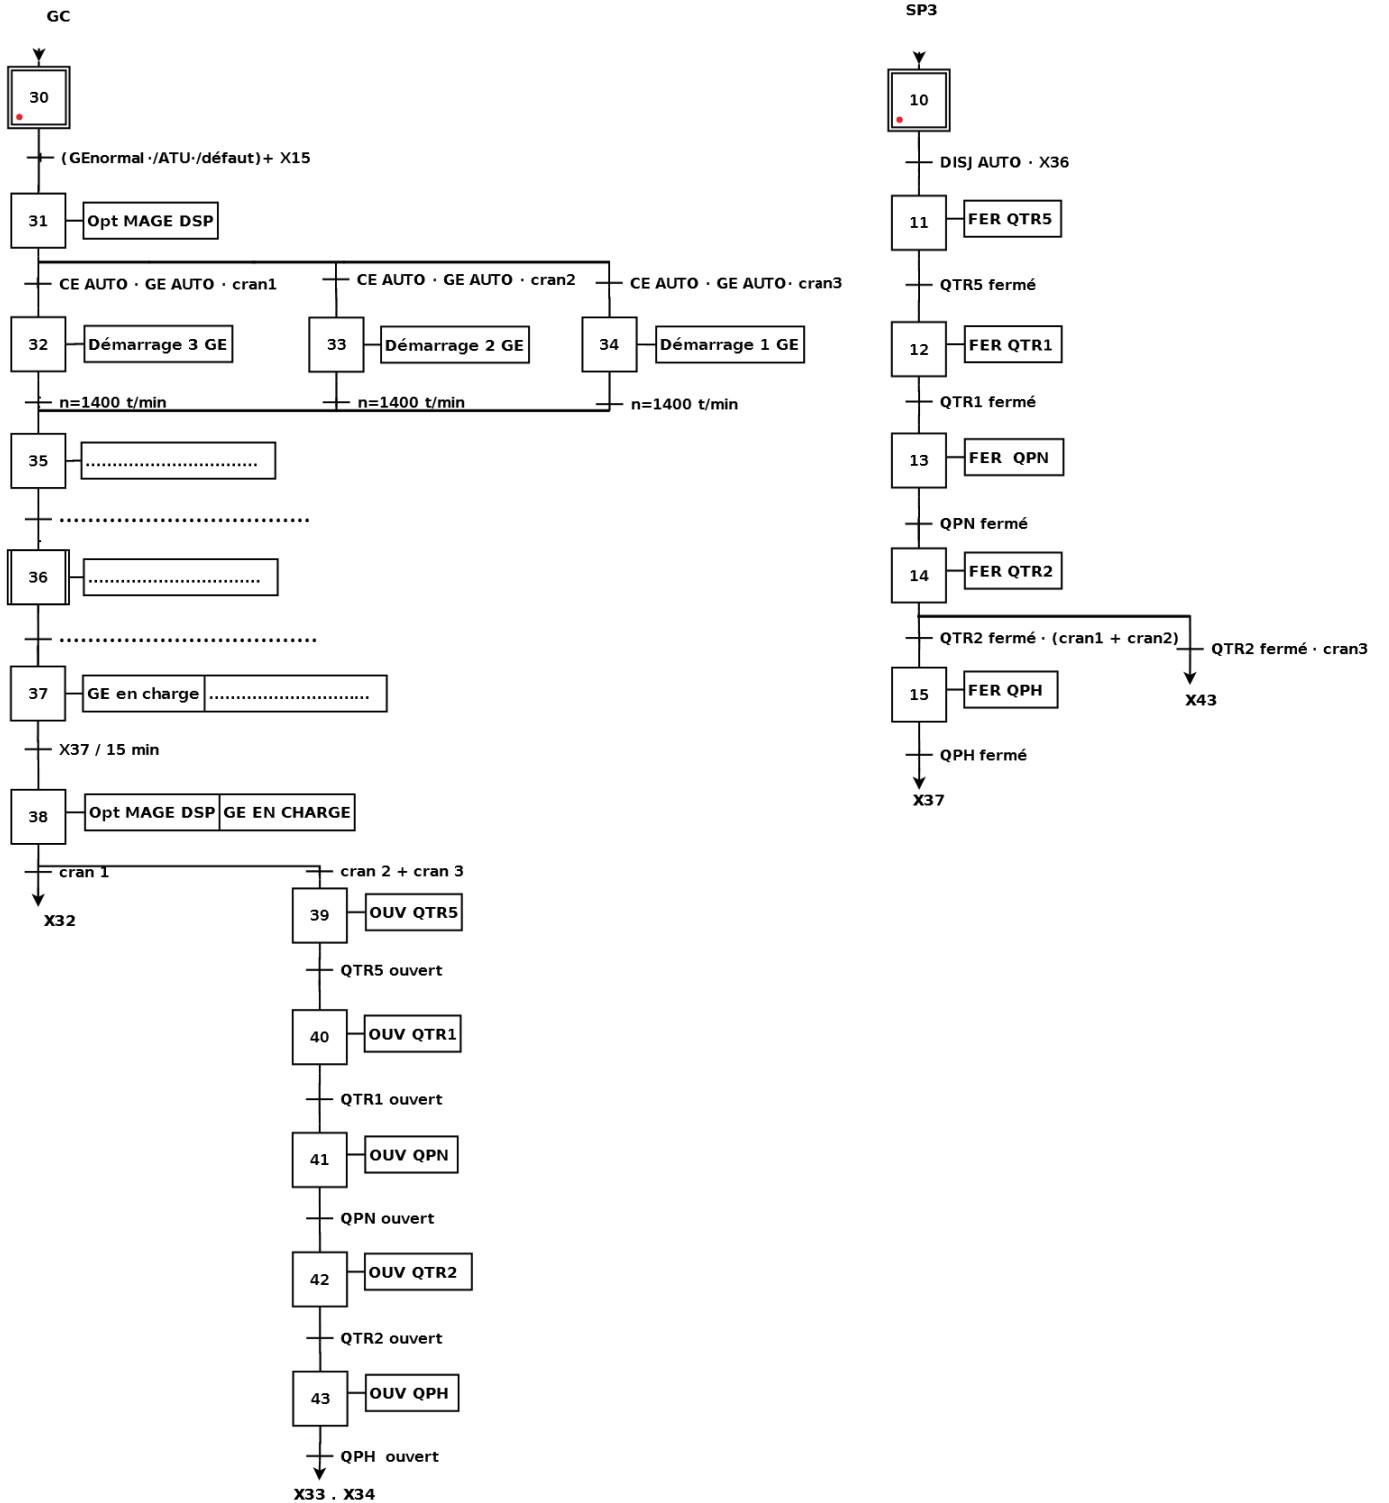 GC
30
(GEnormal·/ATU·/défaut)+ X15
31
Opt MAGE DSP
CE AUTO · GE AUTO · cran1
CE AUTO · GE AUTO · cran2
CE AUTO · GE AUTO· cran3
32
Démarrage 3 GE
33
Démarrage 2 GE
34
Démarrage 1 GE
n=1400 t/min
n=1400 t/min
n=1400 t/min
35
.................................
...................................
36
.................................
....................................
37
GE en charge
...............................
X37 / 15 min
38
Opt MAGE DSP
GE EN CHARGE
cran 1
cran 2 + cran 3
X32
39
OUV QTR5
QTR5 ouvert
40
OUV QTR1
QTR1 ouvert
41
OUV QPN
QPN ouvert
42
OUV QTR2
QTR2 ouvert
43
OUV QPH
QPH ouvert
X33 . X34
SP3
10
DISJ AUTO · X36
11
FER QTR5
QTR5 fermé
12
FER QTR1
QTR1 fermé
13
FER QPN
QPN fermé
14
FER QTR2
QTR2 fermé · (cran1 + cran2)
QTR2 fermé · cran3
15
FER QPH
X43
QPH fermé
X37